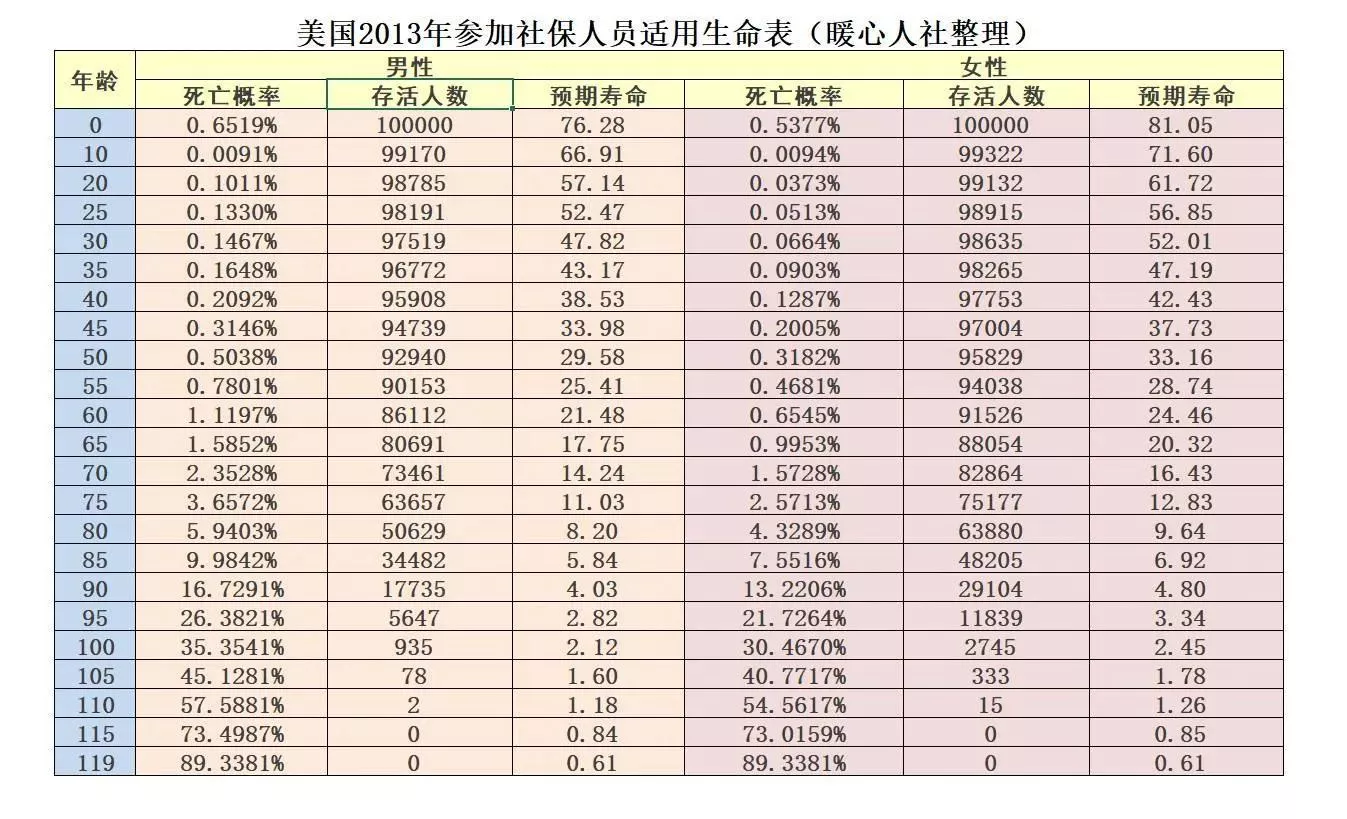 美国2013年参加社保人员适用生命表（暖心人社整理）
年龄 男性 女性
死亡概率 存活人数 预期寿命 死亡概率 存活人数 预期寿命
0 0.6519% 100000 76.28 0.5377% 100000 81.05
10 0.0091% 99170 66.91 0.0094% 99322 71.60
20 0.1011% 98785 57.14 0.0373% 99132 61.72
25 0.1330% 98191 52.47 0.0513% 98915 56.85
30 0.1467% 97519 47.82 0.0664% 98635 52.01
35 0.1648% 96772 43.17 0.0903% 98265 47.19
40 0.2092% 95908 38.53 0.1287% 97753 42.43
45 0.3146% 94739 33.98 0.2005% 97004 37.73
50 0.5038% 92940 29.58 0.3182% 95829 33.16
55 0.7801% 90153 25.41 0.4681% 94038 28.74
60 1.1197% 86112 21.48 0.6545% 91526 24.46
65 1.5852% 80691 17.75 0.9953% 88054 20.32
70 2.3528% 73461 14.24 1.5728% 82864 16.43
75 3.6572% 63657 11.03 2.5713% 75177 12.83
80 5.9403% 50629 8.20 4.3289% 63880 9.64
85 9.9842% 34482 5.84 7.5516% 48205 6.92
90 16.7291% 17735 4.03 13.2206% 29104 4.80
95 26.3821% 5647 2.82 21.7264% 11839 3.34
100 35.3541% 935 2.12 30.4670% 2745 2.45
105 45.1281% 78 1.60 40.7717% 333 1.78
110 57.5881% 2 1.18 54.5617% 15 1.26
115 73.4987% 0 0.84 73.0159% 0 0.85
119 89.3381% 0 0.61 89.3381% 0 0.61